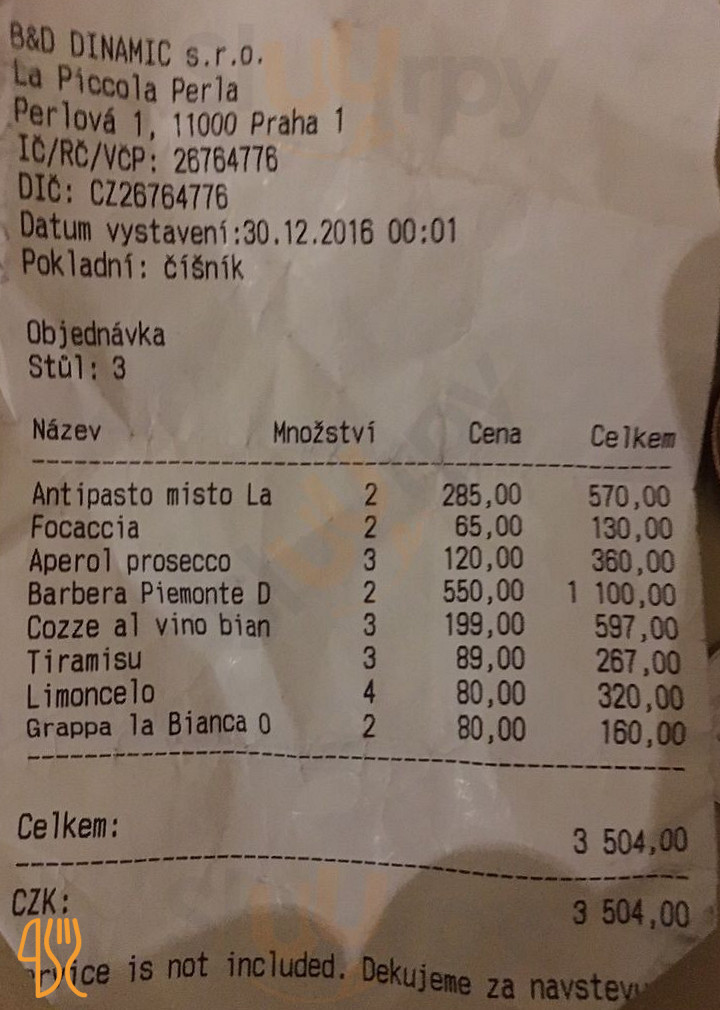 B&D DINAMIC s.r.o.
La Piccola Perla
Perlová 1, 11000 Praha 1
IČ/RČ/VČP: 26764776
DIČ: CZ26764776
Datum vystavení:30.12.2016 00:01
Pokladní: číšník
Objednávka
Stůl: 3
Název Množství Cena Celkem
Antipasto misto La 2 285,00 570,00
Focaccia 2 65,00 130,00
Aperol prosecco 3 120,00 360,00
Barbera Piemonte D 2 550,00 1 100,00
Cozze al vino bian 3 199,00 597,00
Tiramisu 3 89,00 267,00
Limoncelo 4 80,00 320,00
Grappa la Bianca O 2 80,00 160,00
Celkem: 3 504,00
CZK: 3 504,00
is not included. Dekujeme za navstevu